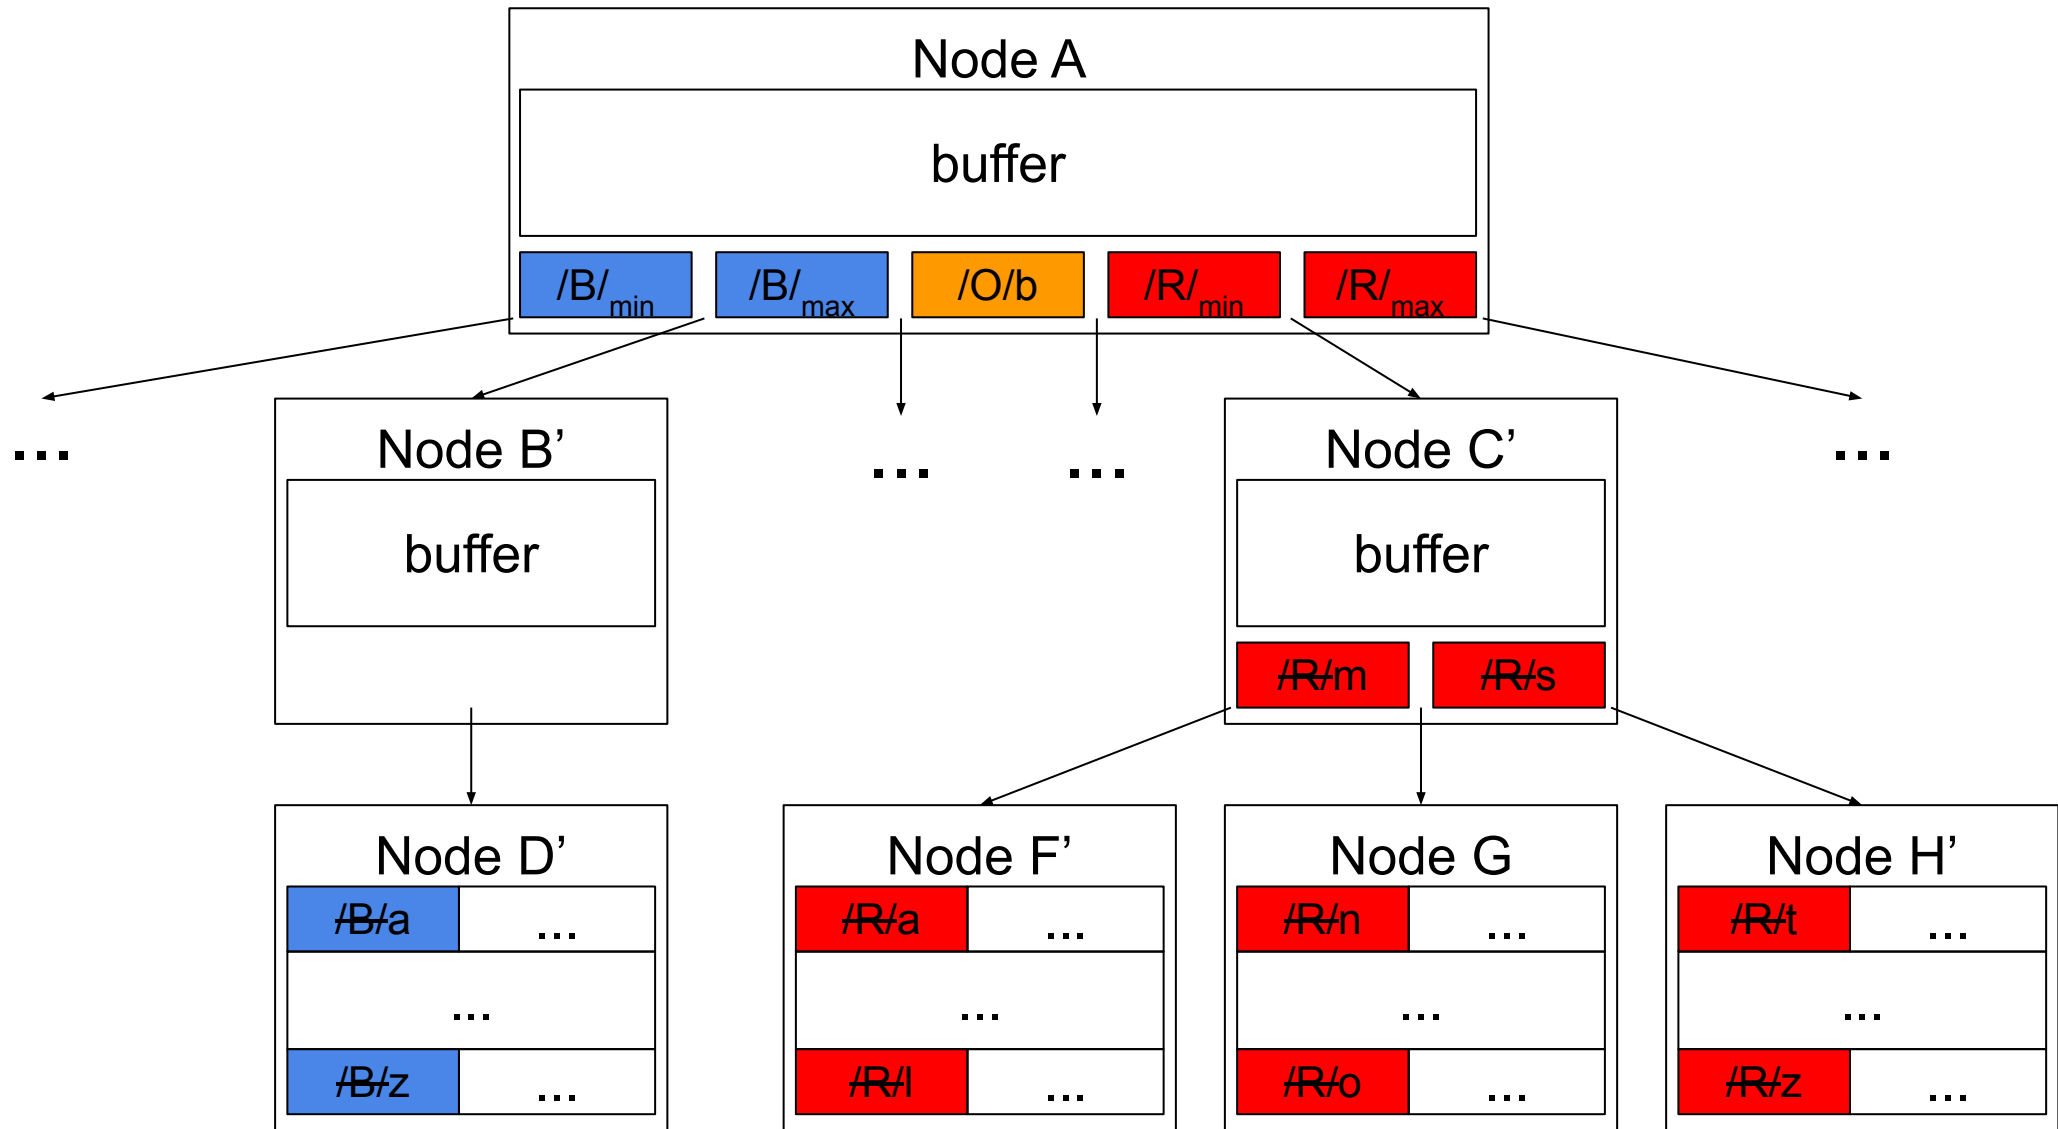 Node A
buffer
/B/min /B/max /O/b /R/min /R/max
... Node B’ ... ... Node C’ ...
buffer buffer
/R/m /R/s
Node D’ Node F’ Node G Node H’
/B/a ... /R/a ... /R/n ... /R/t ...
... ... ... ...
/B/z ... /R/l ... /R/o ... /R/z ...